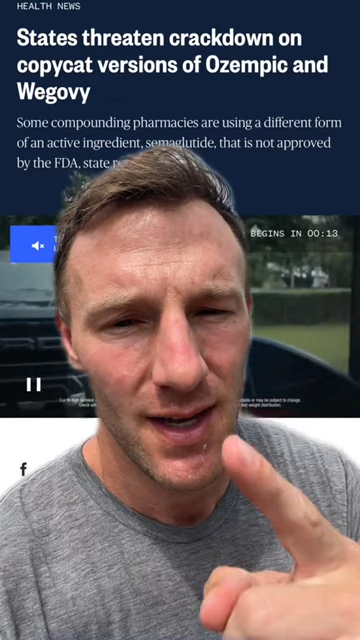 HEALTH NEWS
States threaten crackdown on
copycat versions of Ozempic and
Wegovy
Some compounding pharmacies are using a different form
of an active ingredient, semaglutide, that is not approved
by the FDA, state
BEGINS IN 00:13
f